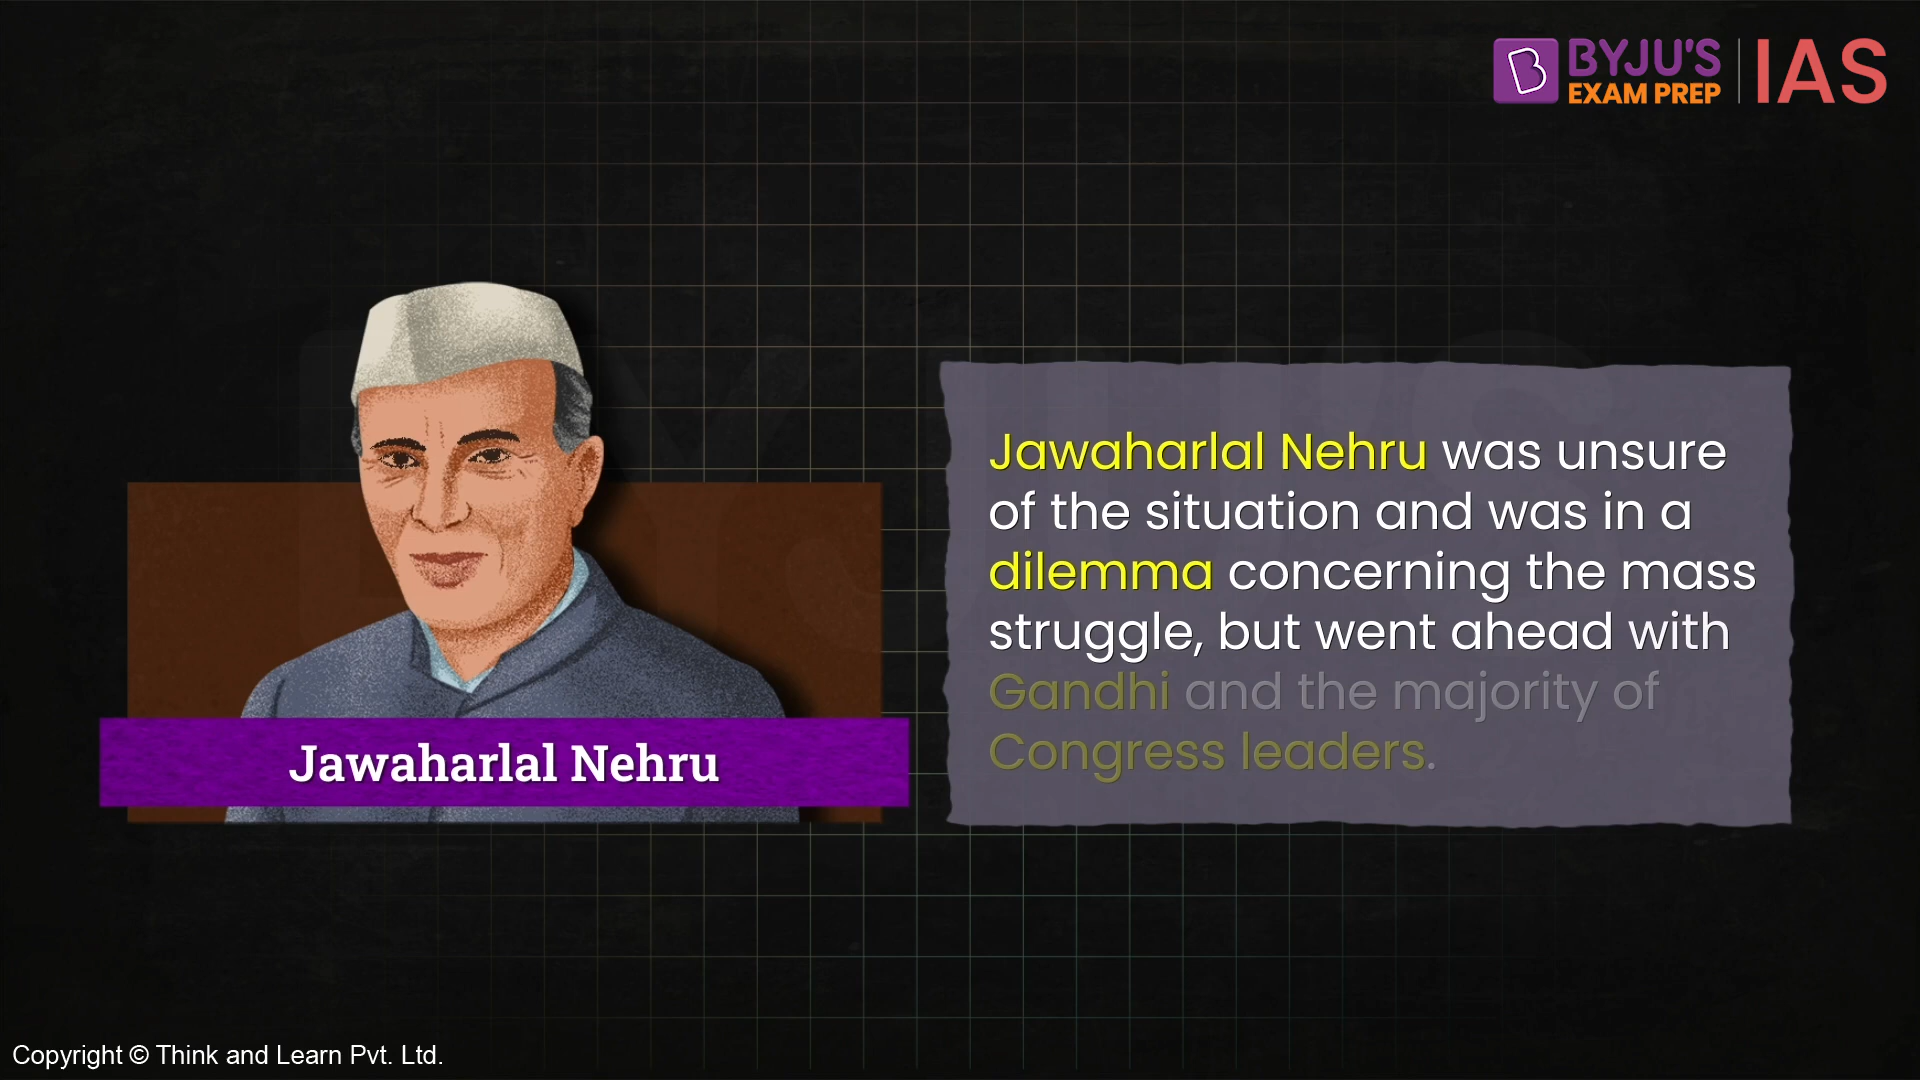 BYJU'S
EXAM PREP
IAS
Jawaharlal Nehru was unsure
of the situation and was in a
dilemma concerning the mass
struggle, but went ahead with
Gandhi and the majority of
Congress leaders.
Jawaharlal Nehru
Copyright © Think and Learn Pvt. Ltd.